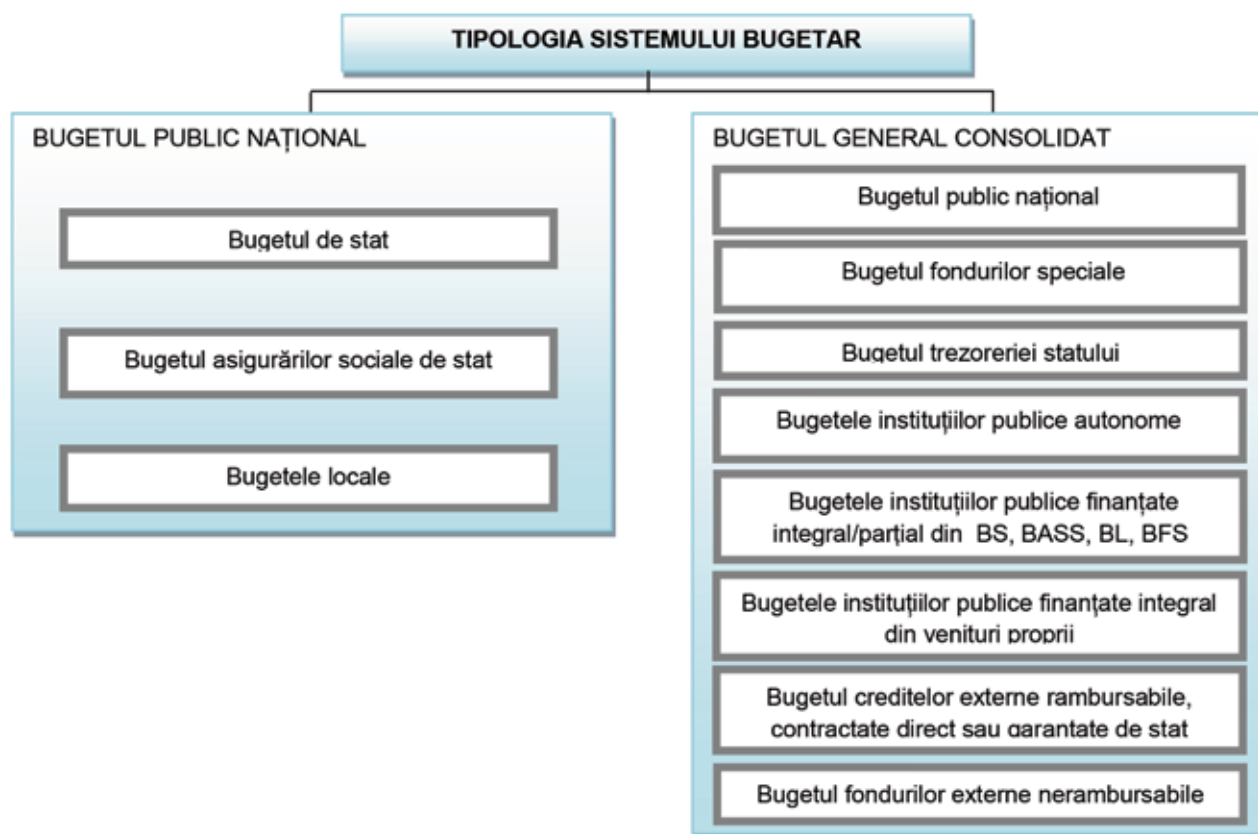 TIPOLOGIA SISTEMULUI BUGETAR
BUGETUL PUBLIC NAȚIONAL
Bugetul de stat
Bugetul asigurărilor sociale de stat
Bugetele locale
BUGETUL GENERAL CONSOLIDAT
Bugetul public național
Bugetul fondurilor speciale
Bugetul trezoreriei statului
Bugetele instituțiilor publice autonome
Bugetele instituțiilor publice finanțate
integral/parțial din BS, BASS, BL, BFS
Bugetele instituțiilor publice finanțate integral
din venituri proprii
Bugetul creditelor externe rambursabile,
contractate direct sau garantate de stat
Bugetul fondurilor externe nerambursabile